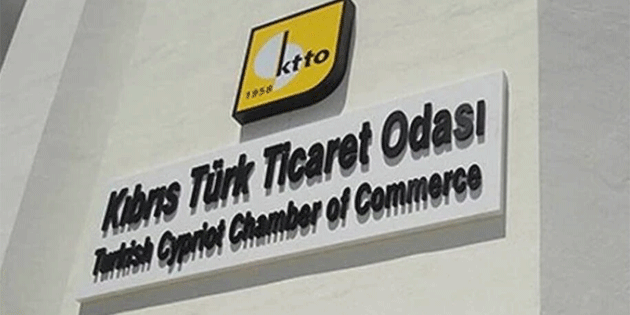 ktto
1958
Kıbrıs Türk Ticaret Odası
Turkish Cypriot Chamber of Commerce